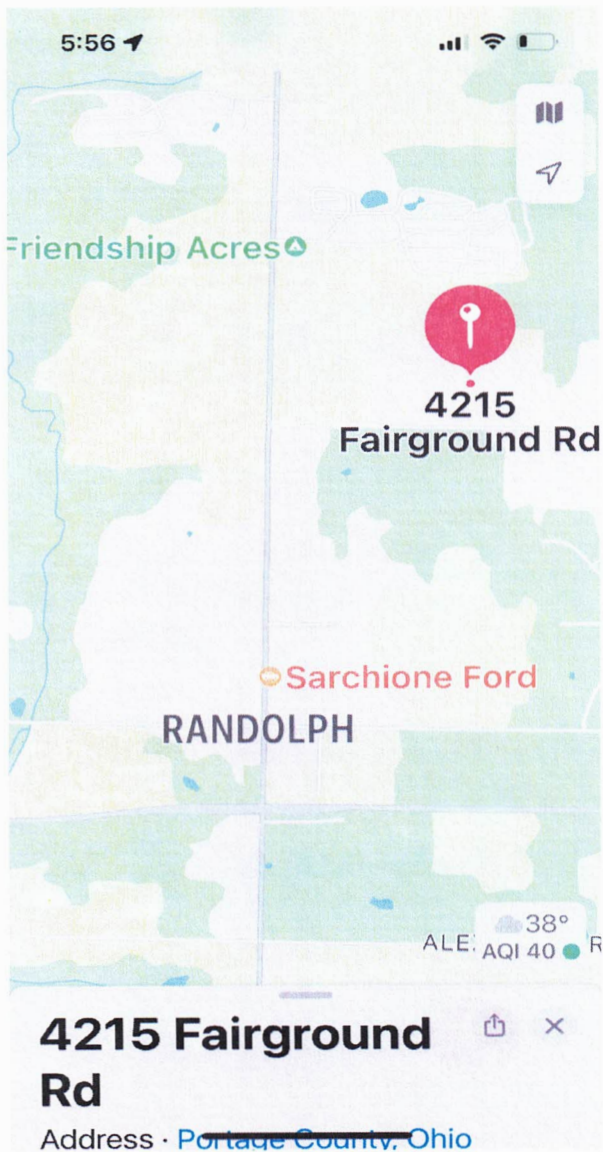 5:56
Friendship Acres
4215
Fairground Rd
Sarchione Ford
RANDOLPH
38°
ALE
AQI 40
R
4215 Fairground
Rd
Address · Portage County, Ohio